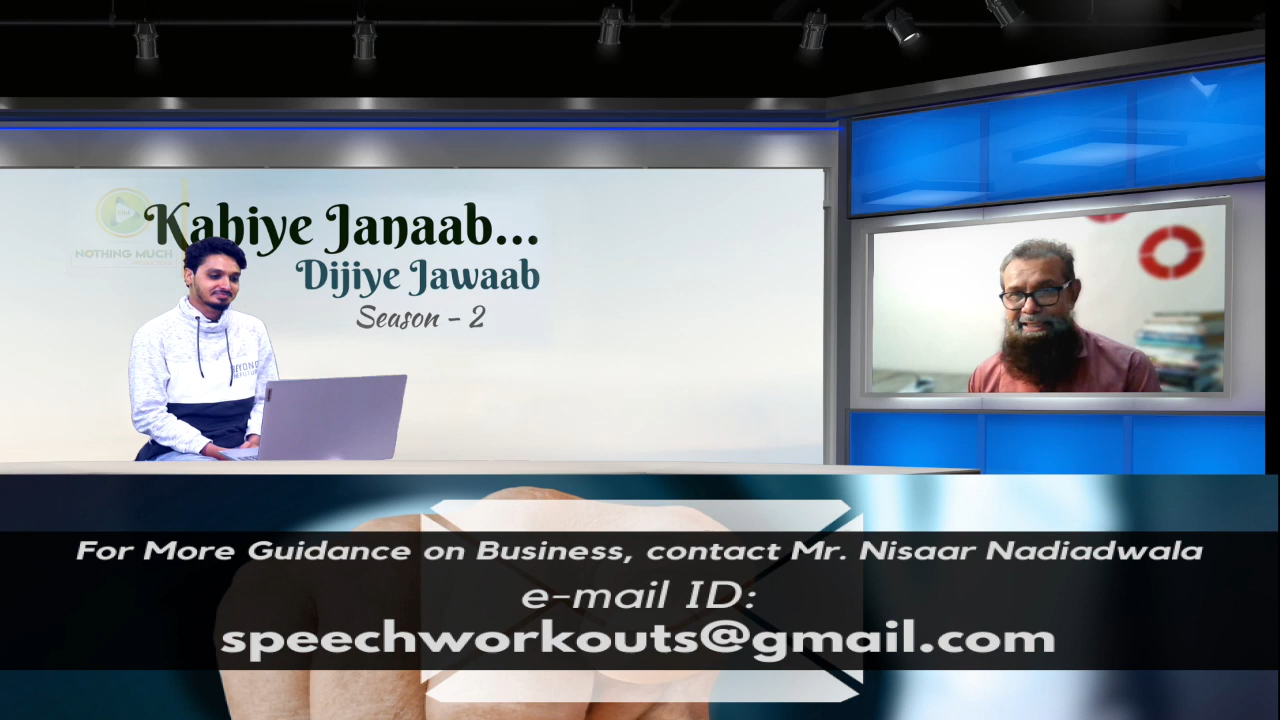 Kahiye Janaab...
Dijiye Jawaab
Season - 2
NOTHING MUCH
BEYOND
For More Guidance on Business, contact Mr. Nisaar Nadiadwala
e-mail ID:
speechworkouts@gmail.com